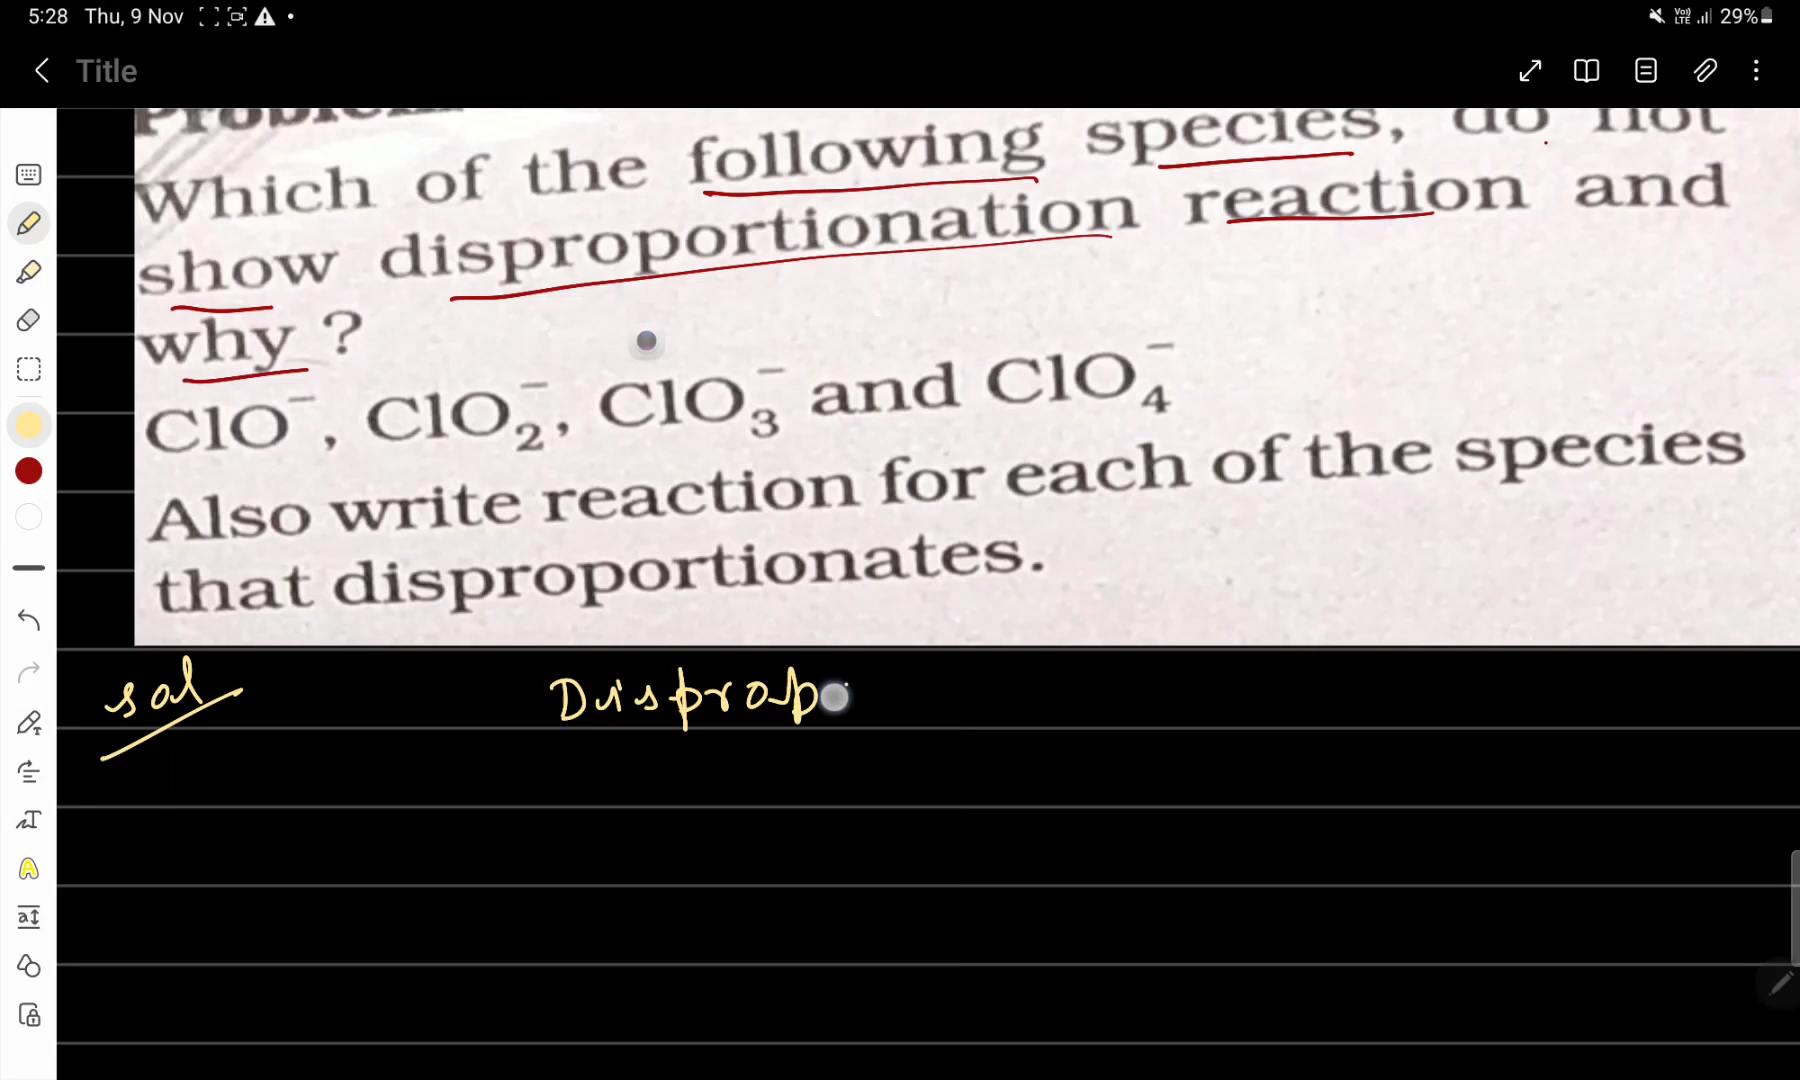 5:28 Thu, 9 Nov 29%
Title
Problem
Which of the following species, do not
show disproportionation reaction and
why ?
ClO⁻, ClO₂⁻, ClO₃⁻ and ClO₄⁻
Also write reaction for each of the species
that disproportionates.
sol Disprop